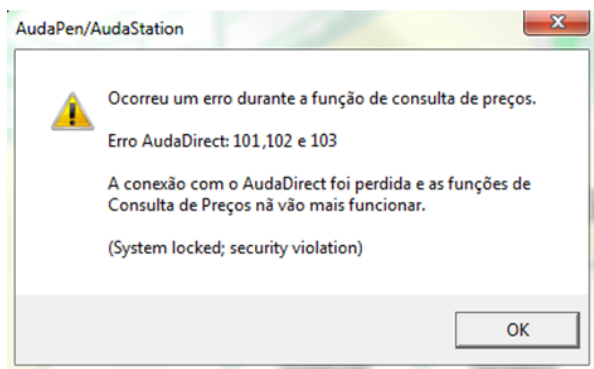 AudaPen/AudaStation
Ocorreu um erro durante a função de consulta de preços.
Erro AudaDirect: 101,102 e 103
A conexão com o AudaDirect foi perdida e as funções de
Consulta de Preços nã vão mais funcionar.
(System locked; security violation)
OK